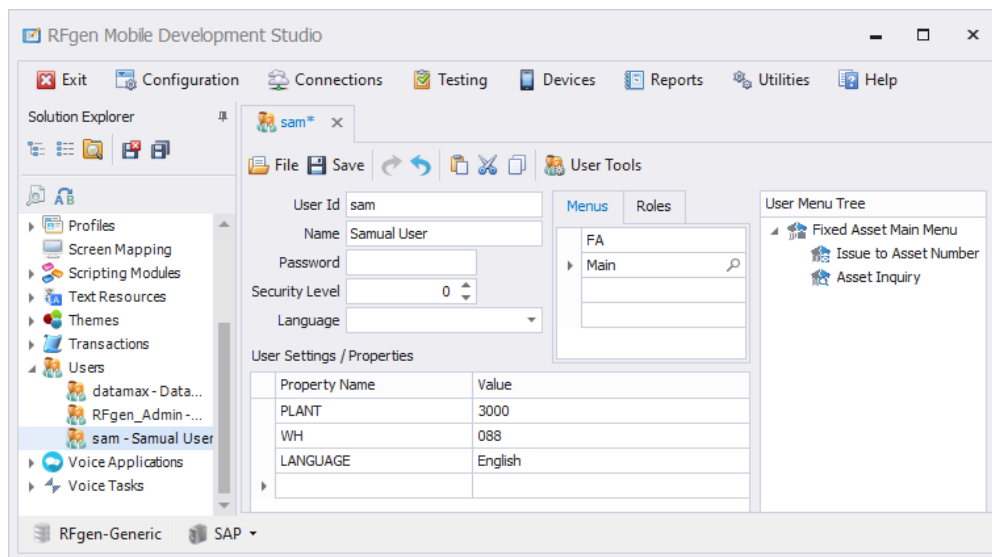 RFgen Mobile Development Studio
Exit Configuration Connections Testing Devices Reports Utilities Help
Solution Explorer
sam*
File Save User Tools
Profiles
Screen Mapping
Scripting Modules
Text Resources
Themes
Transactions
Users
datamax - Data...
RFgen_Admin -...
sam - Samual User
Voice Applications
Voice Tasks
User Id sam
Name Samual User
Password
Security Level 0
Language
Menus Roles
FA
Main
User Settings / Properties
Property Name Value
PLANT 3000
WH 088
LANGUAGE English
User Menu Tree
Fixed Asset Main Menu
Issue to Asset Number
Asset Inquiry
RFgen-Generic SAP